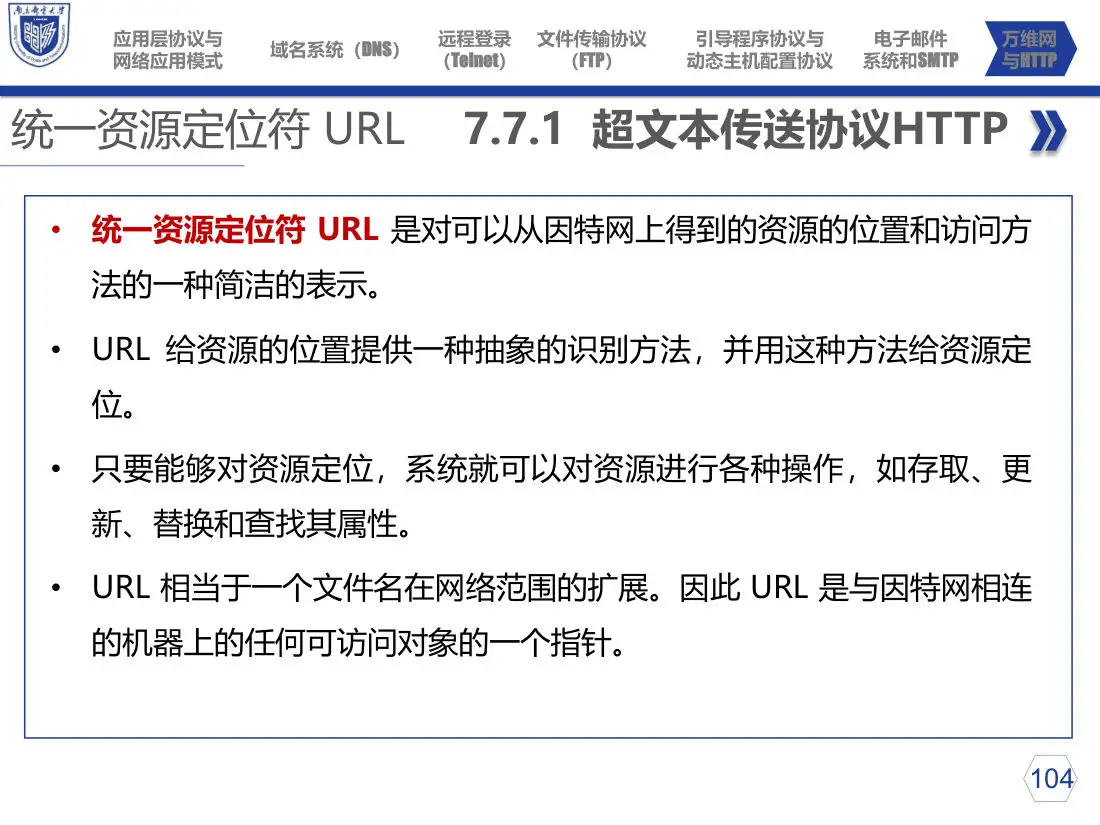 南京邮电大学
应用层协议与
网络应用模式
域名系统（DNS）
远程登录
（Telnet）
文件传输协议
（FTP）
引导程序协议与
动态主机配置协议
电子邮件
系统和SMTP
万维网
与HTTP
统一资源定位符 URL 7.7.1 超文本传送协议HTTP
• 统一资源定位符 URL 是对可以从因特网上得到的资源的位置和访问方
法的一种简洁的表示。
• URL 给资源的位置提供一种抽象的识别方法，并用这种方法给资源定
位。
• 只要能够对资源定位，系统就可以对资源进行各种操作，如存取、更
新、替换和查找其属性。
• URL 相当于一个文件名在网络范围的扩展。因此 URL 是与因特网相连
的机器上的任何可访问对象的一个指针。
104